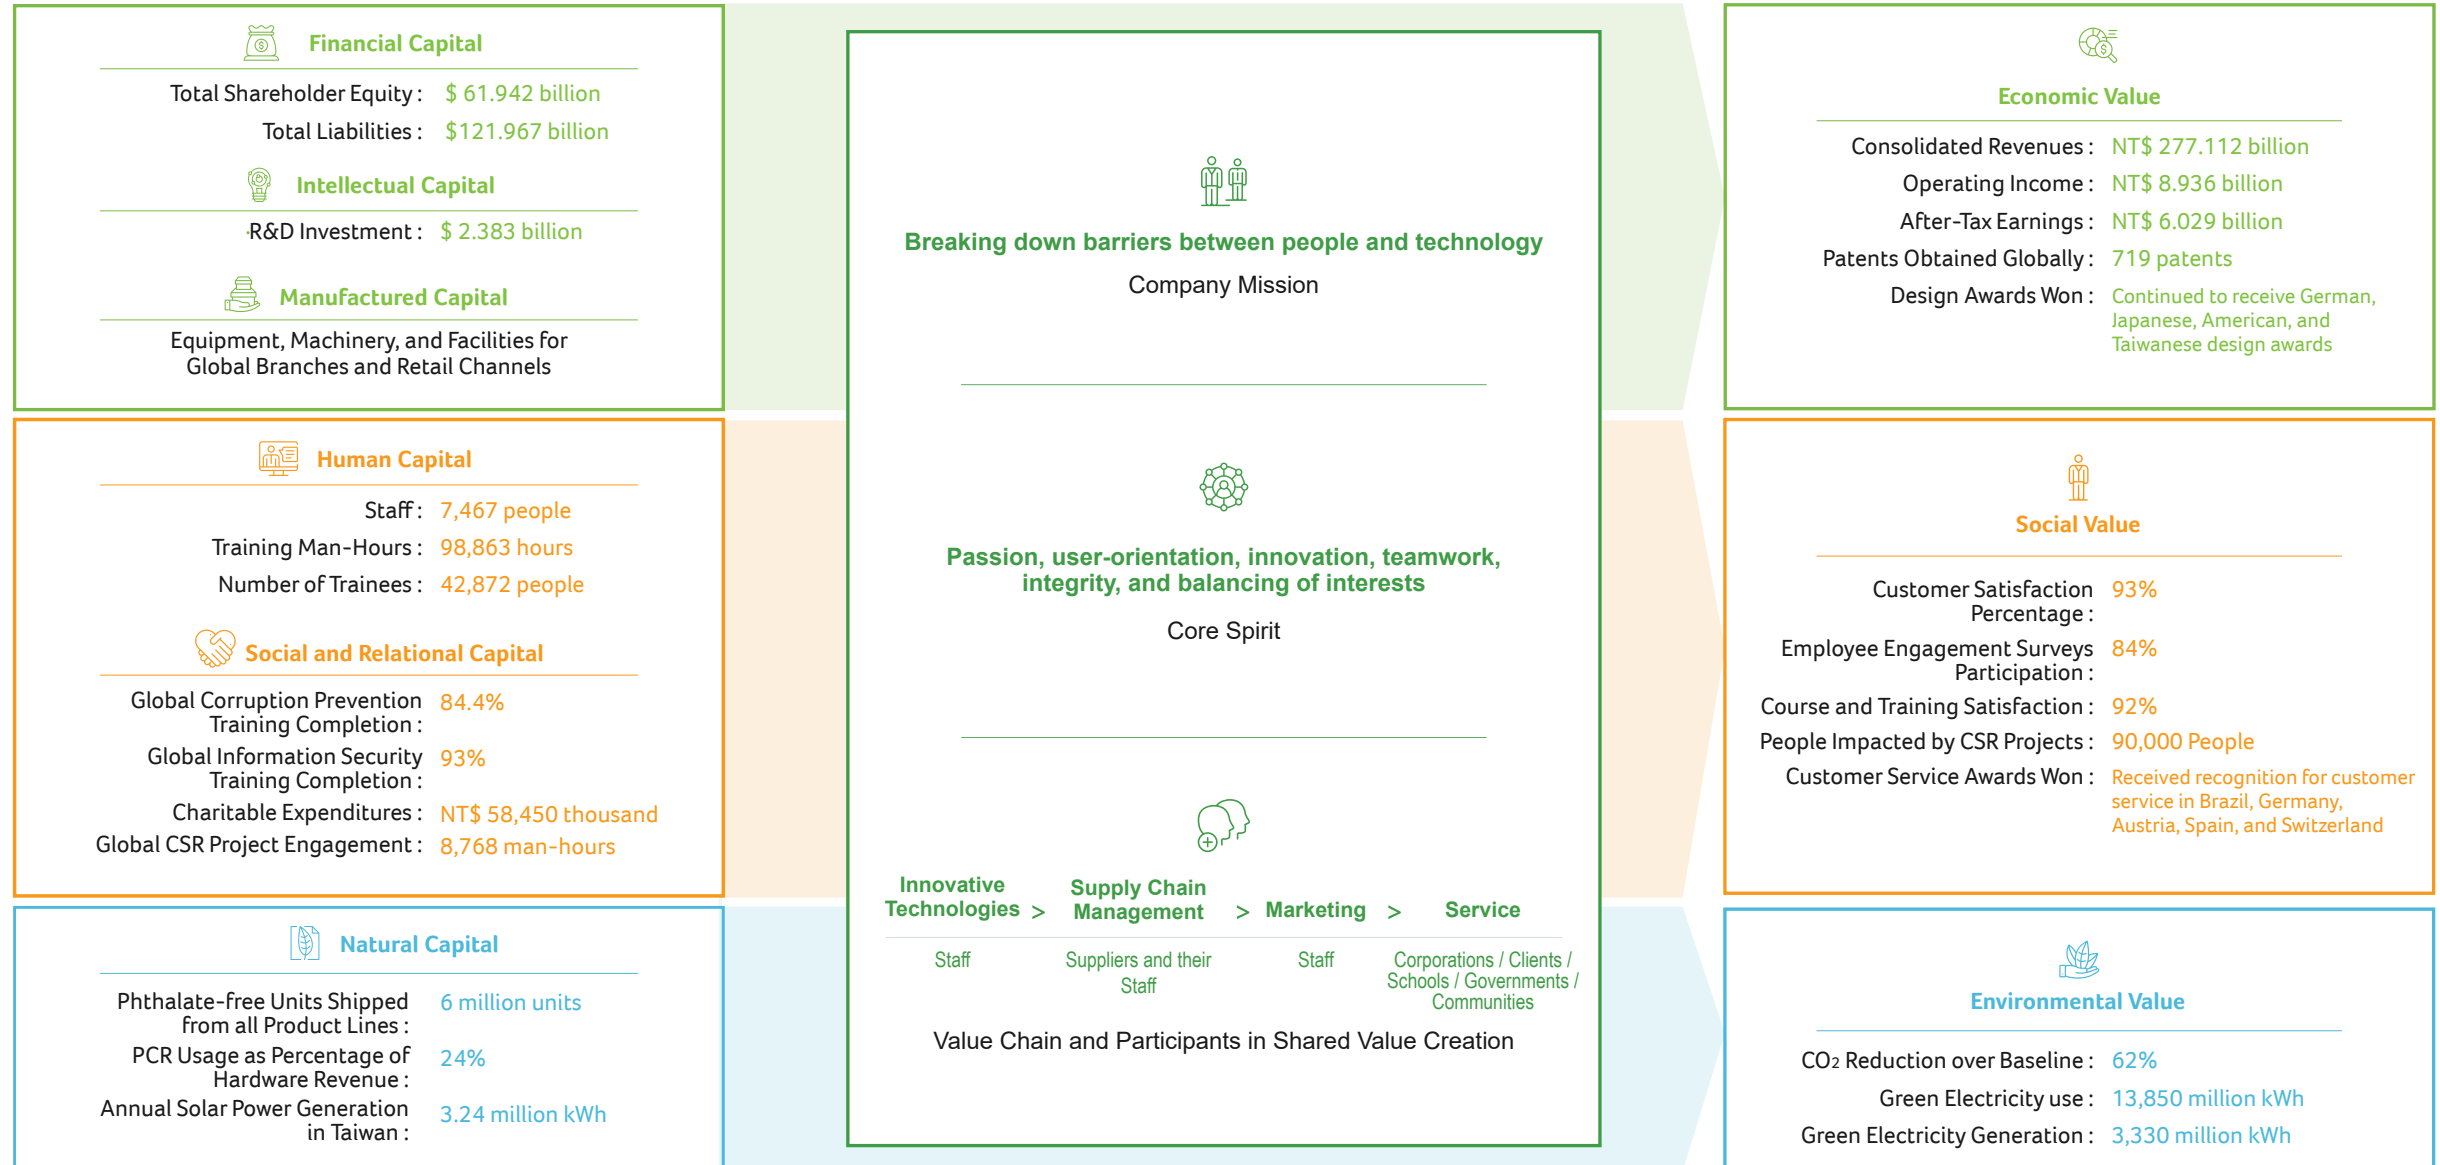 Financial Capital
Total Shareholder Equity : $ 61.942 billion
Total Liabilities : $121.967 billion
Intellectual Capital
·R&D Investment : $ 2.383 billion
Manufactured Capital
Equipment, Machinery, and Facilities for
Global Branches and Retail Channels
Human Capital
Staff : 7,467 people
Training Man-Hours : 98,863 hours
Number of Trainees : 42,872 people
Social and Relational Capital
Global Corruption Prevention 84.4%
Training Completion :
Global Information Security 93%
Training Completion :
Charitable Expenditures : NT$ 58,450 thousand
Global CSR Project Engagement : 8,768 man-hours
Natural Capital
Phthalate-free Units Shipped 6 million units
from all Product Lines :
PCR Usage as Percentage of 24%
Hardware Revenue :
Annual Solar Power Generation 3.24 million kWh
in Taiwan :
Breaking down barriers between people and technology
Company Mission
Passion, user-orientation, innovation, teamwork,
integrity, and balancing of interests
Core Spirit
Innovative Technologies > Supply Chain Management > Marketing > Service
Staff
Suppliers and their
Staff
Staff
Corporations / Clients /
Schools / Governments /
Communities
Value Chain and Participants in Shared Value Creation
Economic Value
Consolidated Revenues : NT$ 277.112 billion
Operating Income : NT$ 8.936 billion
After-Tax Earnings : NT$ 6.029 billion
Patents Obtained Globally : 719 patents
Design Awards Won : Continued to receive German,
Japanese, American, and
Taiwanese design awards
Social Value
Customer Satisfaction 93%
Percentage :
Employee Engagement Surveys 84%
Participation :
Course and Training Satisfaction : 92%
People Impacted by CSR Projects : 90,000 People
Customer Service Awards Won : Received recognition for customer
service in Brazil, Germany,
Austria, Spain, and Switzerland
Environmental Value
CO2 Reduction over Baseline : 62%
Green Electricity use : 13,850 million kWh
Green Electricity Generation : 3,330 million kWh